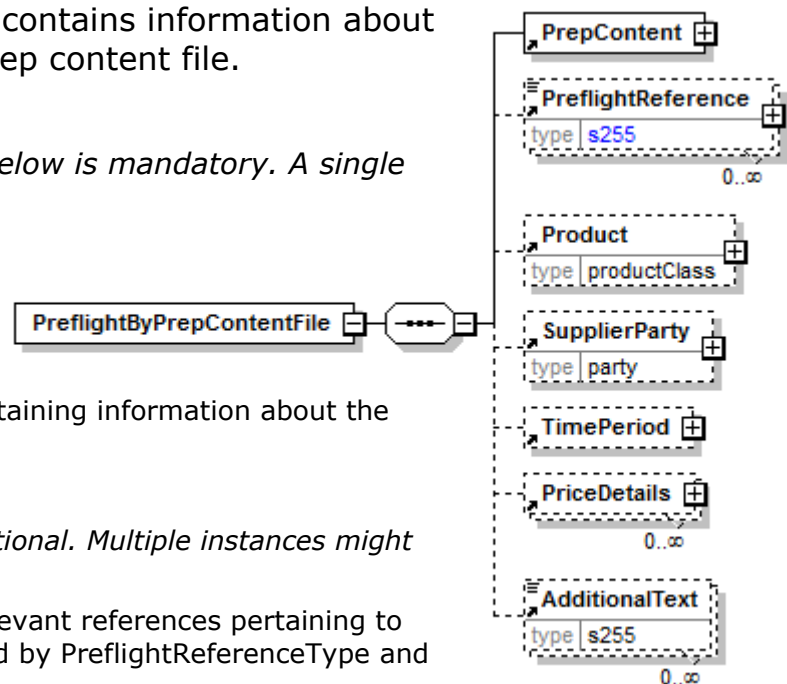 contains information about
ep content file.
elow is mandatory. A single
taining information about the
tional. Multiple instances might
evant references pertaining to
d by PreflightReferenceType and
PreflightByPrepContentFile
PrepContent
PreflightReference
type s255
0..∞
Product
type productClass
SupplierParty
type party
TimePeriod
PriceDetails
0..∞
AdditionalText
type s255
0..∞